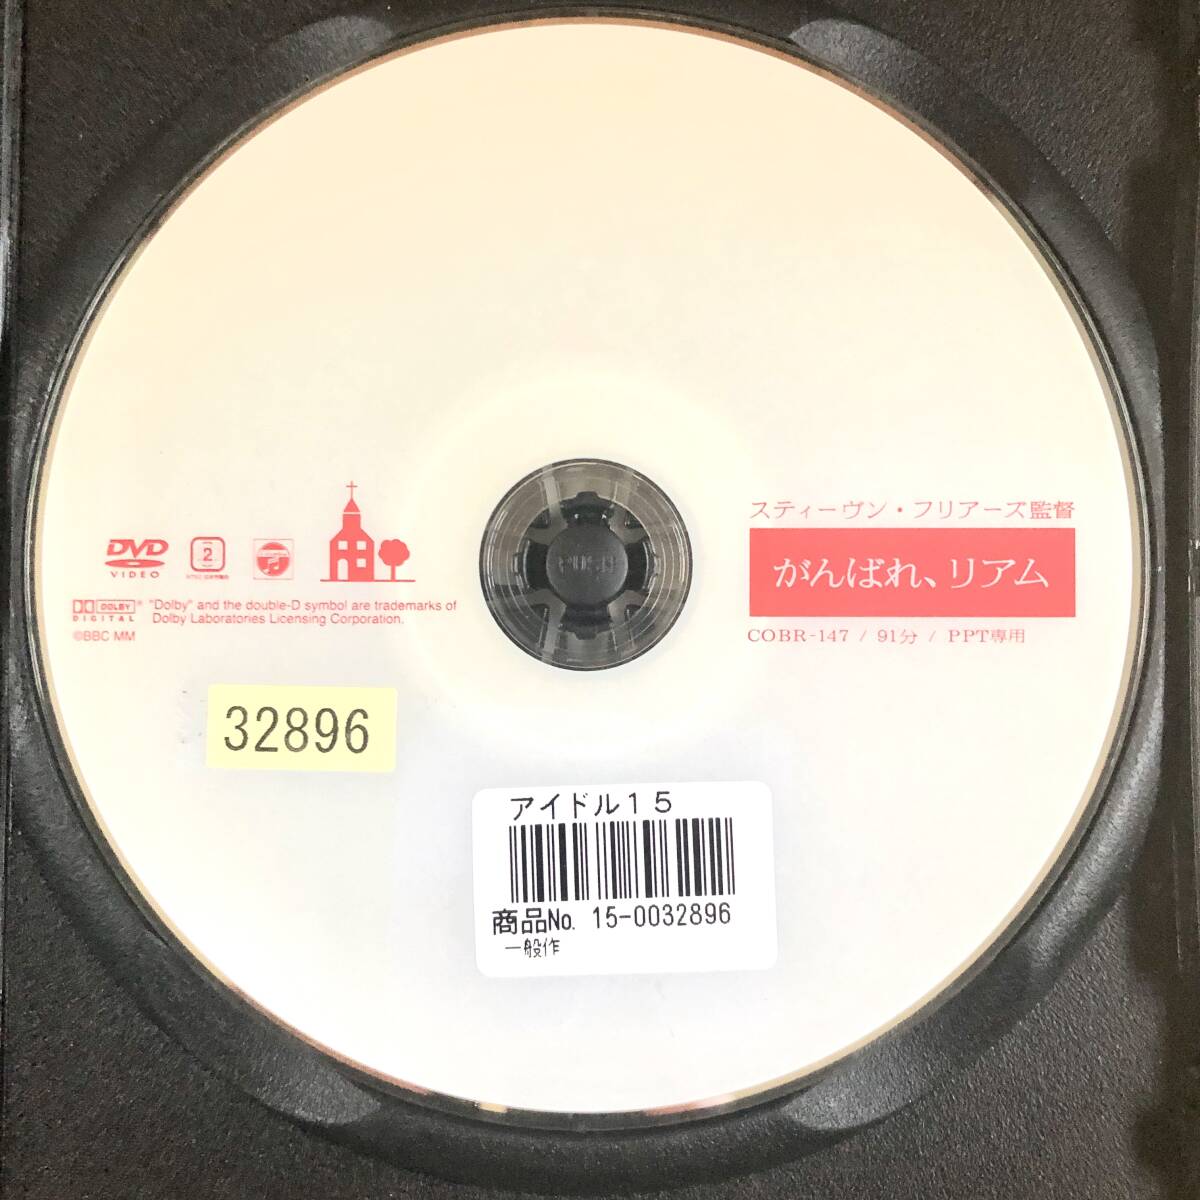 スティーヴン・フリアーズ監督
がんばれ、リアム
COBR-147 / 91分 / PPT専用
DVD
VIDEO
2
DOLBY
DIGITAL
"Dolby" and the double-D symbol are trademarks of
Dolby Laboratories Licensing Corporation.
©BBC MM
PUSH
32896
アイドル15
商品No. 15-0032896
一般作